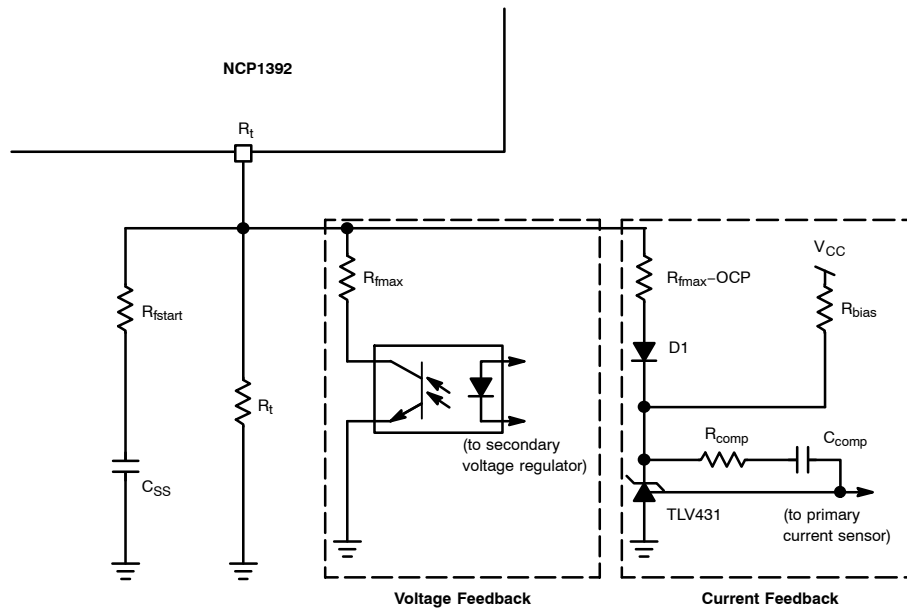 NCP1392
Rt
Rfstart
CSS
Rt
Rfmax
(to secondary
voltage regulator)
Rfmax-OCP
D1
VCC
Rbias
Rcomp
Ccomp
TLV431
(to primary
current sensor)
Voltage Feedback
Current Feedback